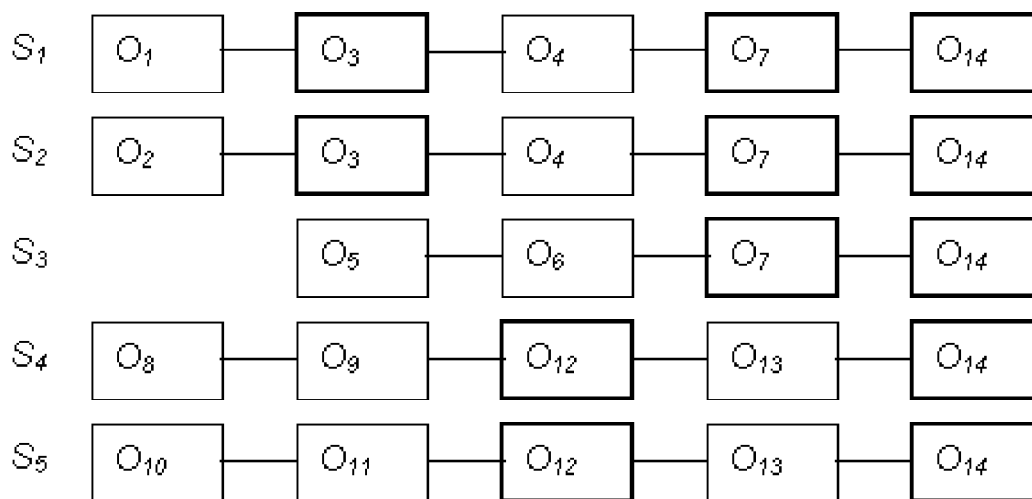 S1 O1 O3 O4 O7 O14
S2 O2 O3 O4 O7 O14
S3 O5 O6 O7 O14
S4 O8 O9 O12 O13 O14
S5 O10 O11 O12 O13 O14